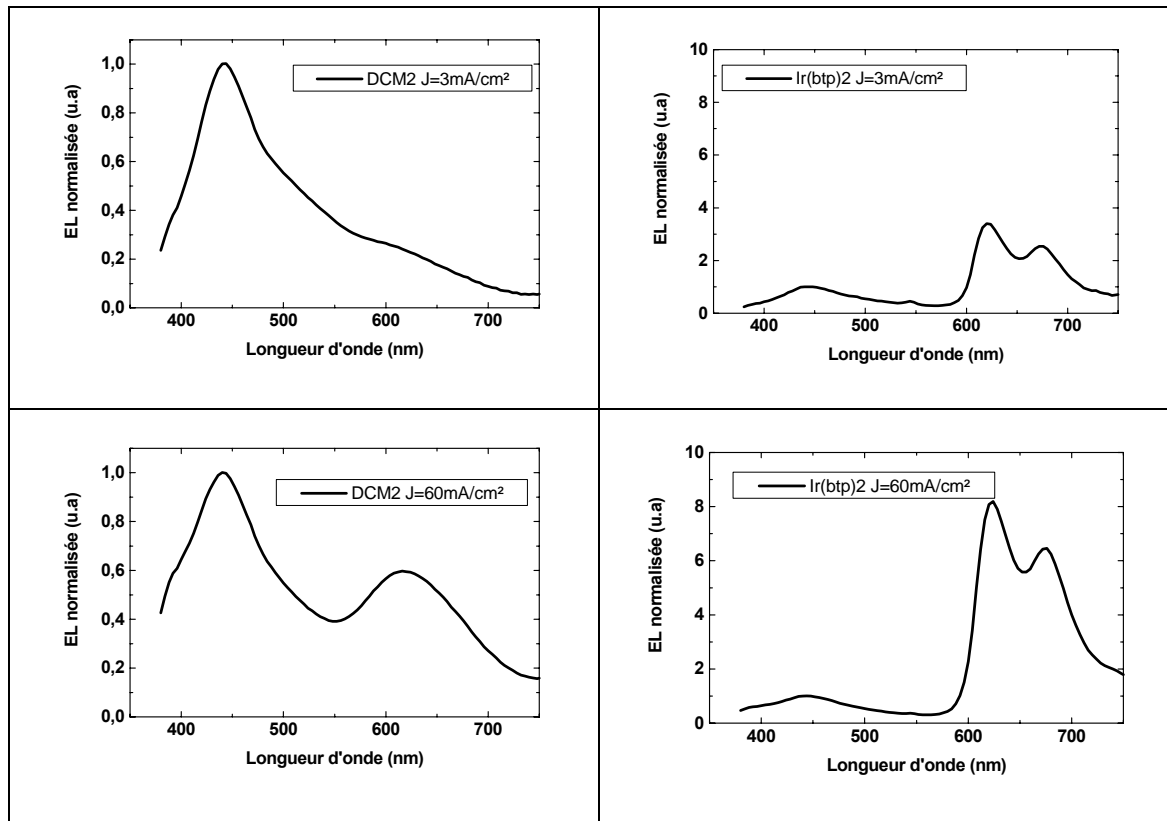 EL normalisée (u.a)
1,0
0,8
0,6
0,4
0,2
0,0
DCM2 J=3mA/cm²
400 500 600 700
Longueur d'onde (nm)
EL normalisée (u.a)
10
8
6
4
2
0
Ir(btp)2 J=3mA/cm²
400 500 600 700
Longueur d'onde (nm)
EL normalisée (u.a)
1,0
0,8
0,6
0,4
0,2
0,0
DCM2 J=60mA/cm²
400 500 600 700
Longueur d'onde (nm)
EL normalisée (u.a)
10
8
6
4
2
0
Ir(btp)2 J=60mA/cm²
400 500 600 700
Longueur d'onde (nm)